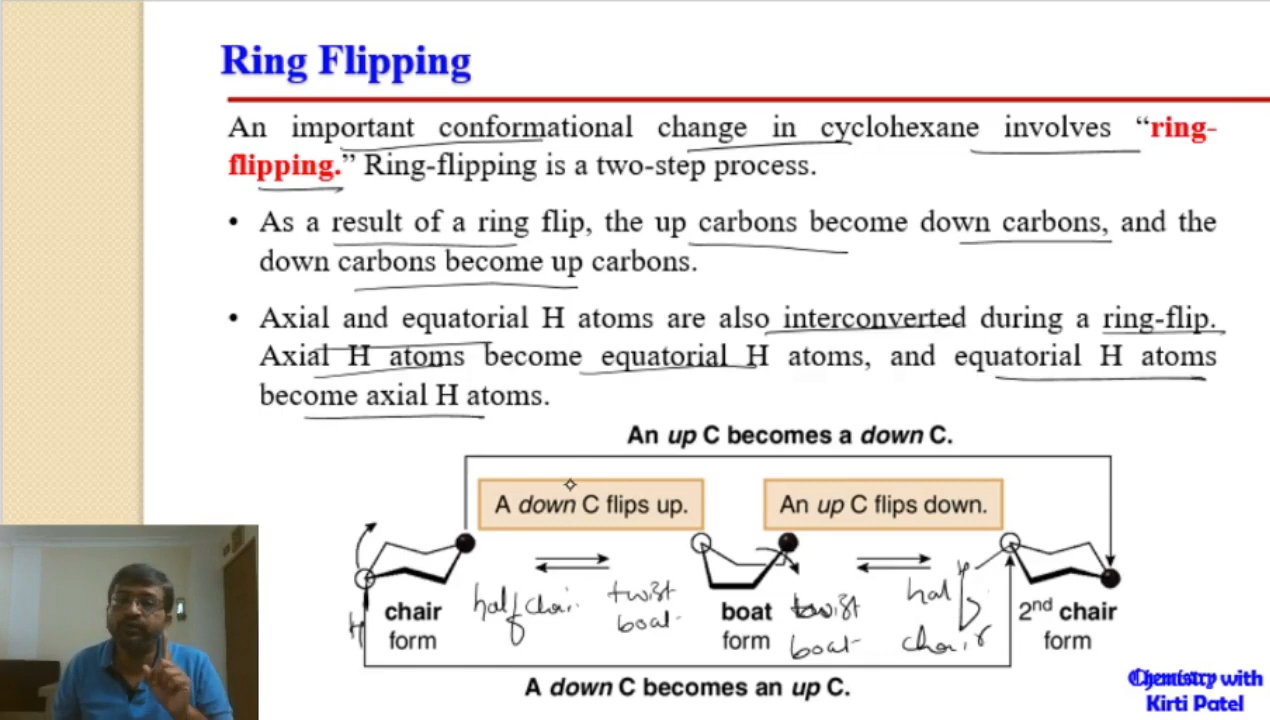 Ring Flipping
An important conformational change in cyclohexane involves “ring-
flipping.” Ring-flipping is a two-step process.
• As a result of a ring flip, the up carbons become down carbons, and the
down carbons become up carbons.
• Axial and equatorial H atoms are also interconverted during a ring-flip.
Axial H atoms become equatorial H atoms, and equatorial H atoms
become axial H atoms.
An up C becomes a down C.
A down C flips up.
An up C flips down.
chair
form
H
half chair
twist
boat
boat
form
twist
boat
half
chair
2nd chair
form
A down C becomes an up C.
Chemistry with
Kirti Patel